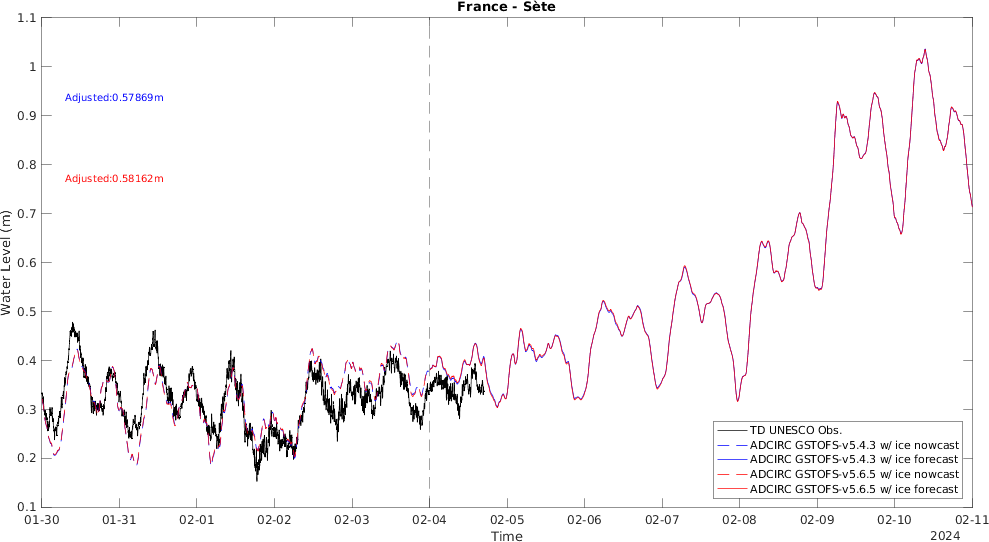 France - Sète
1.1
1
0.9
0.8
0.7
0.6
0.5
0.4
0.3
0.2
0.1
Water Level (m)
Adjusted:0.57869m
Adjusted:0.58162m
TD UNESCO Obs.
ADCIRC GSTOFS-v5.4.3 w/ ice nowcast
ADCIRC GSTOFS-v5.4.3 w/ ice forecast
ADCIRC GSTOFS-v5.6.5 w/ ice nowcast
ADCIRC GSTOFS-v5.6.5 w/ ice forecast
01-30 01-31 02-01 02-02 02-03 02-04 02-05 02-06 02-07 02-08 02-09 02-10 02-11
Time
2024